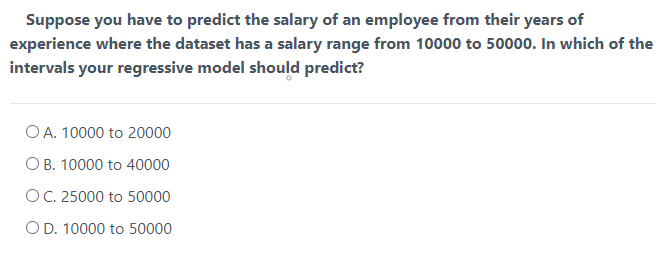 Suppose you have to predict the salary of an employee from their years of
experience where the dataset has a salary range from 10000 to 50000. In which of the
intervals your regressive model should predict?
A. 10000 to 20000
B. 10000 to 40000
C. 25000 to 50000
D. 10000 to 50000